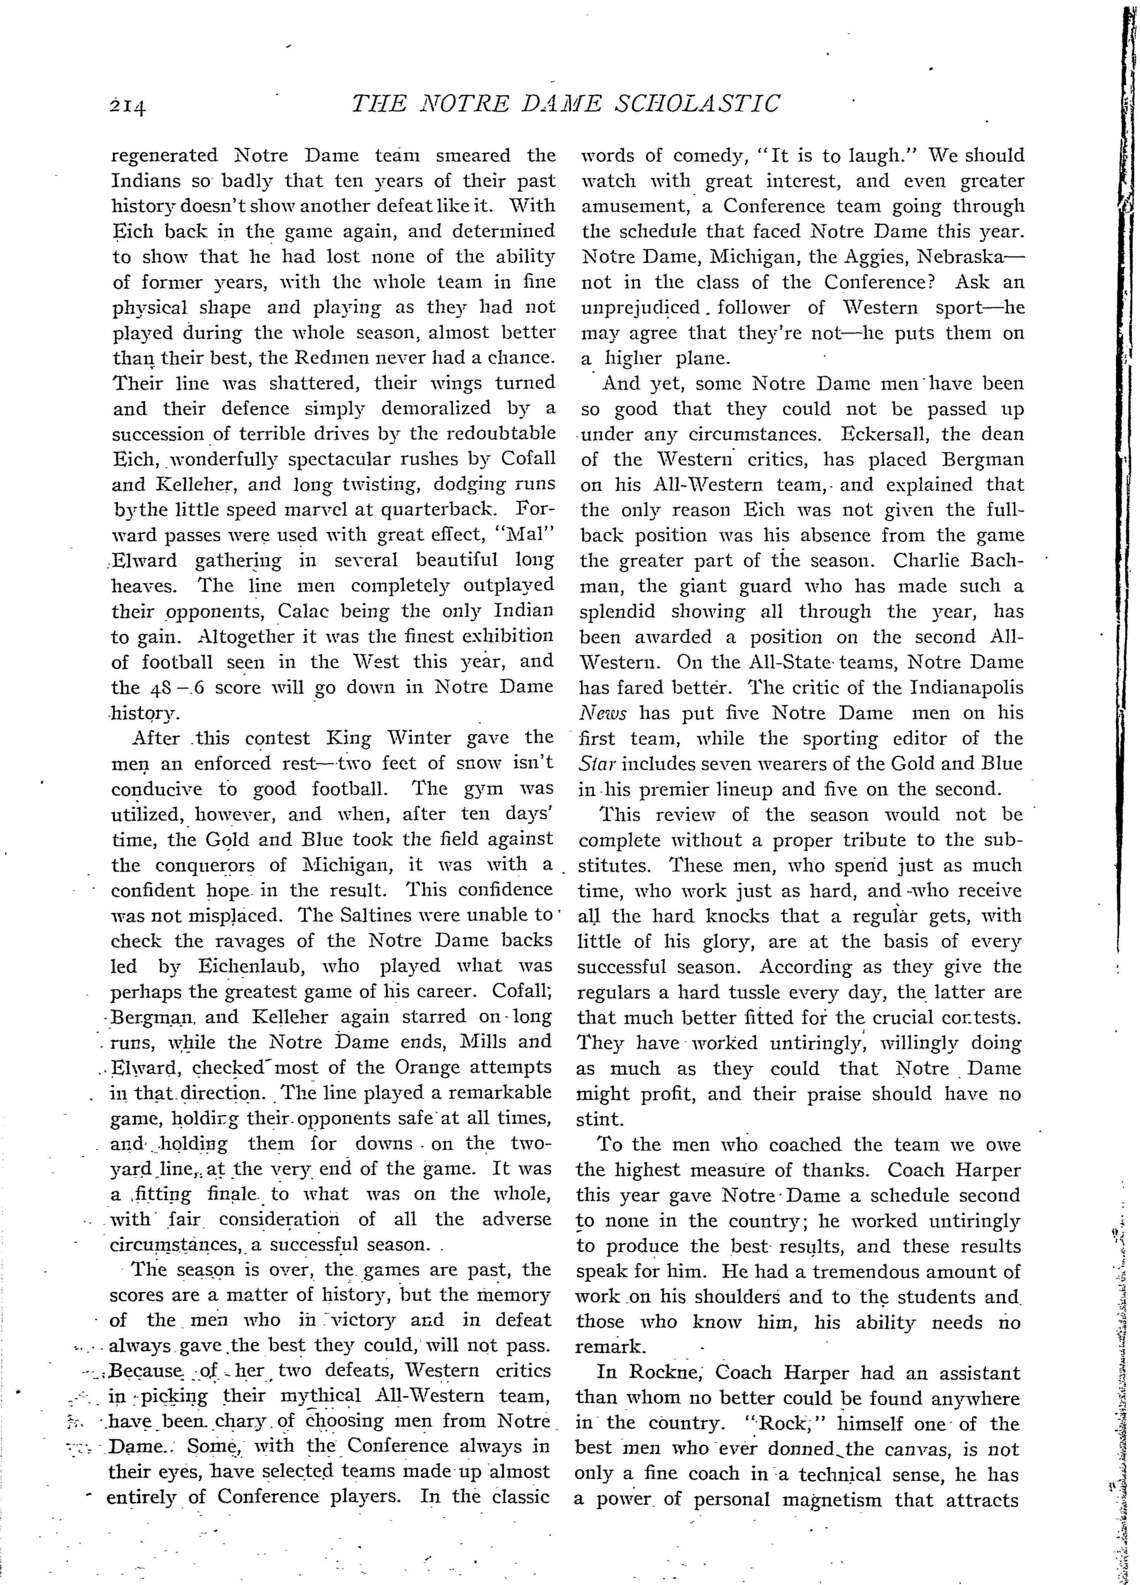 214
THE NOTRE DAME SCHOLASTIC
regenerated Notre Dame team smeared the
Indians so badly that ten years of their past
history doesn't show another defeat like it. With
Eich back in the game again, and determined
to show that he had lost none of the ability
of former years, with the whole team in fine
physical shape and playing as they had not
played during the whole season, almost better
than their best, the Redmen never had a chance.
Their line was shattered, their wings turned
and their defence simply demoralized by a
succession of terrible drives by the redoubtable
Eich, wonderfully spectacular rushes by Cofall
and Kelleher, and long twisting, dodging runs
bythe little speed marvel at quarterback. For-
ward passes were used with great effect, "Mal"
Elward gathering in several beautiful long
heaves. The line men completely outplayed
their opponents, Calac being the only Indian
to gain. Altogether it was the finest exhibition
of football seen in the West this year, and
the 48–6 score will go down in Notre Dame
history.
After this contest King Winter gave the
men an enforced rest—two feet of snow isn't
conducive to good football. The gym was
utilized, however, and when, after ten days'
time, the Gold and Blue took the field against
the conquerors of Michigan, it was with a
confident hope in the result. This confidence
was not misplaced. The Saltines were unable to
check the ravages of the Notre Dame backs
led by Eichenlaub, who played what was
perhaps the greatest game of his career. Cofall;
Bergman, and Kelleher again starred on long
runs, while the Notre Dame ends, Mills and
Elward, checked most of the Orange attempts
in that direction. The line played a remarkable
game, holding their opponents safe at all times,
and holding them for downs on the two-
yard line, at the very end of the game. It was
a fitting finale to what was on the whole,
with fair consideration of all the adverse
circumstances, a successful season.
The season is over, the games are past, the
scores are a matter of history, but the memory
of the men who in victory and in defeat
always gave the best they could, will not pass.
Because of her two defeats, Western critics
in picking their mythical All-Western team,
have been chary of choosing men from Notre
Dame. Some, with the Conference always in
their eyes, have selected teams made up almost
entirely of Conference players. In the classic
words of comedy, "It is to laugh." We should
watch with great interest, and even greater
amusement, a Conference team going through
the schedule that faced Notre Dame this year.
Notre Dame, Michigan, the Aggies, Nebraska—
not in the class of the Conference? Ask an
unprejudiced follower of Western sport—he
may agree that they're not—he puts them on
a higher plane.
And yet, some Notre Dame men have been
so good that they could not be passed up
under any circumstances. Eckersall, the dean
of the Western critics, has placed Bergman
on his All-Western team, and explained that
the only reason Eich was not given the full-
back position was his absence from the game
the greater part of the season. Charlie Bach-
man, the giant guard who has made such a
splendid showing all through the year, has
been awarded a position on the second All-
Western. On the All-State teams, Notre Dame
has fared better. The critic of the Indianapolis
News has put five Notre Dame men on his
first team, while the sporting editor of the
Star includes seven wearers of the Gold and Blue
in his premier lineup and five on the second.
This review of the season would not be
complete without a proper tribute to the sub-
stitutes. These men, who spend just as much
time, who work just as hard, and who receive
all the hard knocks that a regular gets, with
little of his glory, are at the basis of every
successful season. According as they give the
regulars a hard tussle every day, the latter are
that much better fitted for the crucial contests.
They have worked untiringly, willingly doing
as much as they could that Notre Dame
might profit, and their praise should have no
stint.
To the men who coached the team we owe
the highest measure of thanks. Coach Harper
this year gave Notre Dame a schedule second
to none in the country; he worked untiringly
to produce the best results, and these results
speak for him. He had a tremendous amount of
work on his shoulders and to the students and
those who know him, his ability needs no
remark.
In Rockne, Coach Harper had an assistant
than whom no better could be found anywhere
in the country. "Rock," himself one of the
best men who ever donned the canvas, is not
only a fine coach in a technical sense, he has
a power of personal magnetism that attracts